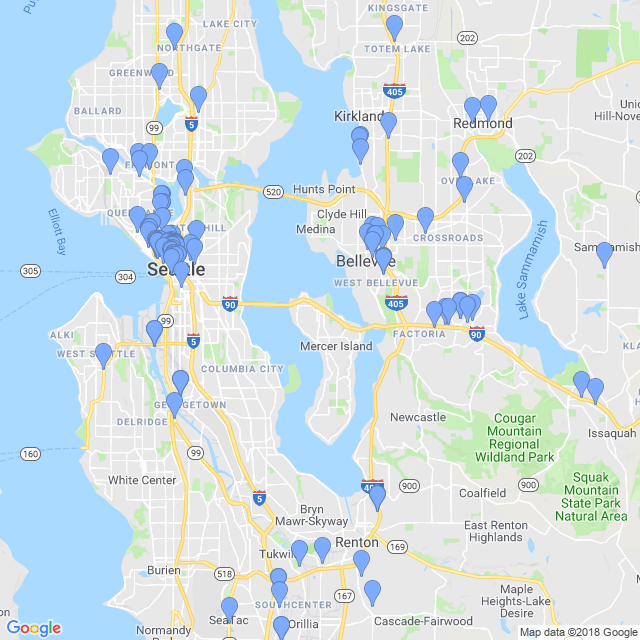 KINGSGATE
LAKE CITY
202
NORTHGATE
TOTEM LAKE
GREENWOOD
405
BALLARD
Kirkland
Union
Hill-Nove
99
5
Redmond
202
FREMONT
OVERLAKE
520
Hunts Point
QUEEN ANNE
Clyde Hill
Elliott Bay
Medina
CROSSROADS
Sammamish
Bellevue
305
Seattle
304
WEST BELLEVUE
Lake Sammamish
90
405
99
ALKI
FACTORIA
90
KLA
WEST SEATTLE
5
Mercer Island
COLUMBIA CITY
GEORGETOWN
Newcastle
DELRIDGE
Cougar
Mountain
Regional
Wildland Park
Issaquah
160
99
White Center
Squak
Mountain
State Park
Natural Area
900
900
Coalfield
5
Bryn
Mawr-Skyway
East Renton
Highlands
Renton
169
Tukwila
Burien
518
Maple
Heights-Lake
Desire
SOUTHCENTER
167
SeaTac
Orillia
Cascade-Fairwood
Normandy
Google
Map data ©2018 Google